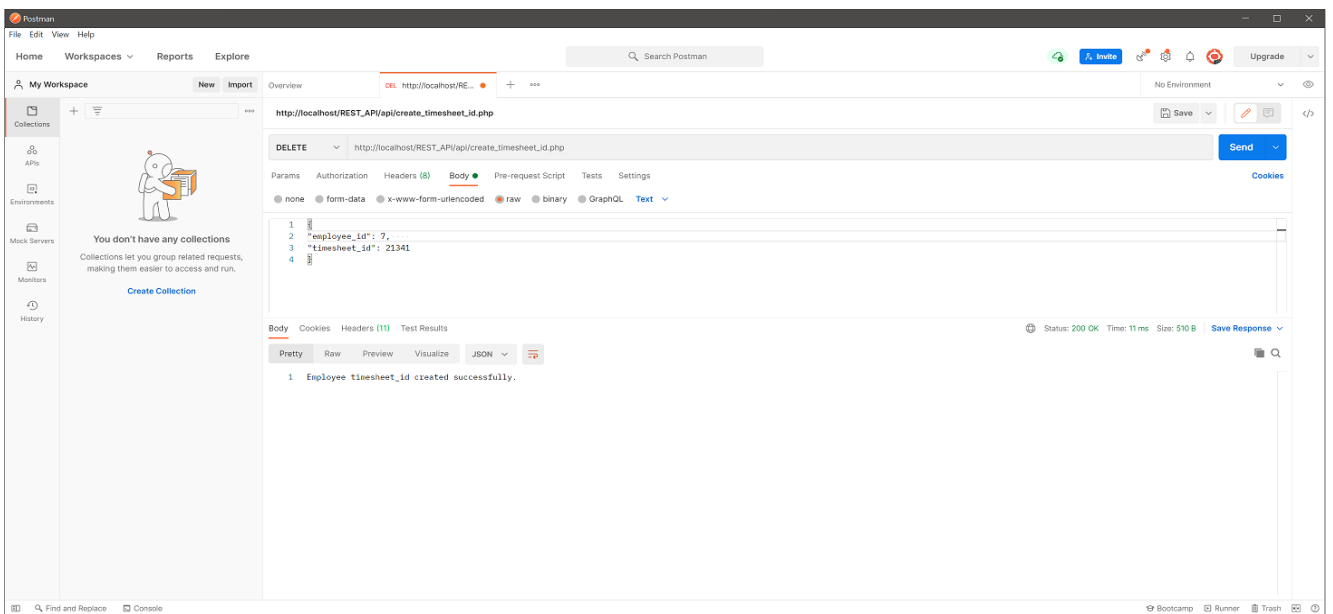 Postman
File Edit View Help
Home Workspaces Reports Explore
Search Postman
Invite
Upgrade
My Workspace
New Import
Overview
DEL http://localhost/RE...
No Environment
Collections
APIs
Environments
Mock Servers
Monitors
History
You don't have any collections
Collections let you group related requests,
making them easier to access and run.
Create Collection
http://localhost/REST_API/api/create_timesheet_id.php
Save
DELETE http://localhost/REST_API/api/create_timesheet_id.php
Send
Params Authorization Headers (8) Body Pre-request Script Tests Settings
Cookies
none form-data x-www-form-urlencoded raw binary GraphQL Text
1 {
2 "employee_id": 7,
3 "timesheet_id": 21341
4 }
Body Cookies Headers (11) Test Results
Status: 200 OK Time: 11 ms Size: 510 B Save Response
Pretty Raw Preview Visualize JSON
1 Employee timesheet_id created successfully.
Find and Replace Console
Bootcamp Runner Trash